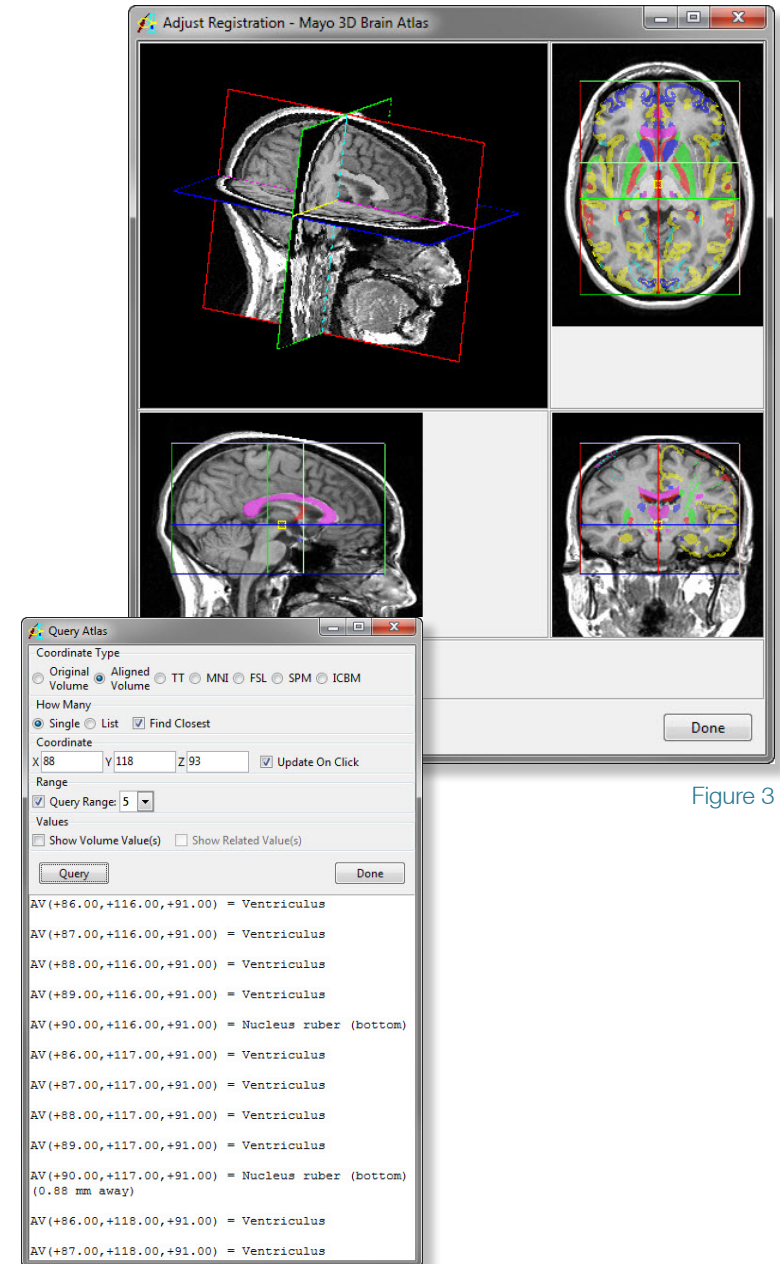 Adjust Registration - Mayo 3D Brain Atlas
Done
Figure 3
Query Atlas
Coordinate Type
Original Volume Aligned Volume TT MNI FSL SPM ICBM
How Many
Single List Find Closest
Coordinate
X 88 Y 118 Z 93 Update On Click
Range
Query Range: 5
Values
Show Volume Value(s) Show Related Value(s)
Query Done
AV(+86.00,+116.00,+91.00) = Ventriculus
AV(+87.00,+116.00,+91.00) = Ventriculus
AV(+88.00,+116.00,+91.00) = Ventriculus
AV(+89.00,+116.00,+91.00) = Ventriculus
AV(+90.00,+116.00,+91.00) = Nucleus ruber (bottom)
AV(+86.00,+117.00,+91.00) = Ventriculus
AV(+87.00,+117.00,+91.00) = Ventriculus
AV(+88.00,+117.00,+91.00) = Ventriculus
AV(+89.00,+117.00,+91.00) = Ventriculus
AV(+90.00,+117.00,+91.00) = Nucleus ruber (bottom)
(0.88 mm away)
AV(+86.00,+118.00,+91.00) = Ventriculus
AV(+87.00,+118.00,+91.00) = Ventriculus